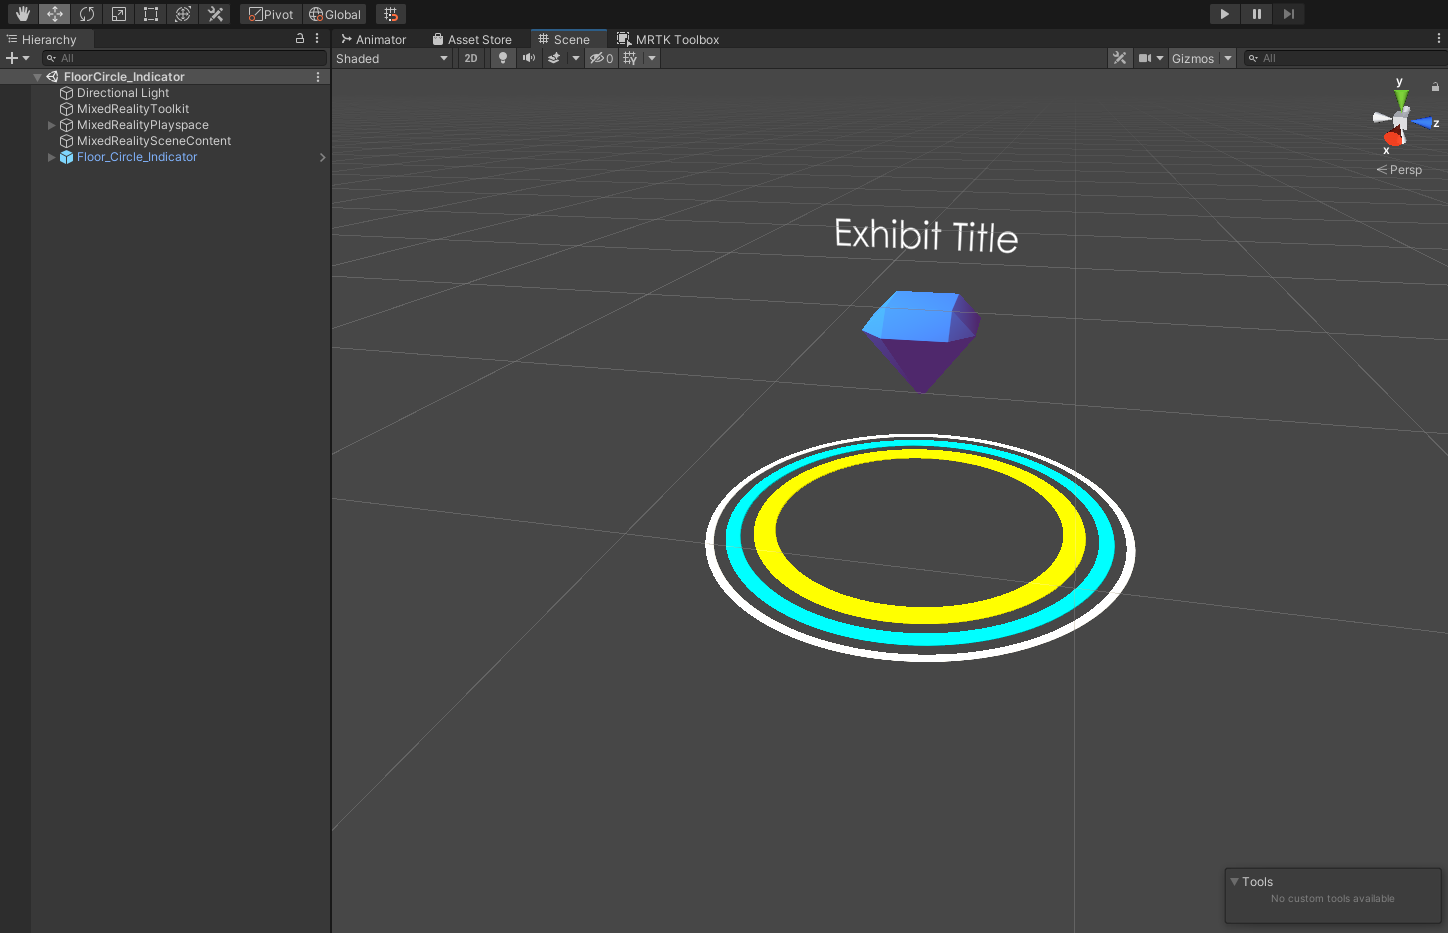 Pivot Global
Hierarchy
All
FloorCircle_Indicator
Directional Light
MixedRealityToolkit
MixedRealityPlayspace
MixedRealitySceneContent
Floor_Circle_Indicator
Animator Asset Store Scene MRTK Toolbox
Shaded 2D 0 Gizmos All
y
z
x
Persp
Exhibit Title
Tools
No custom tools available